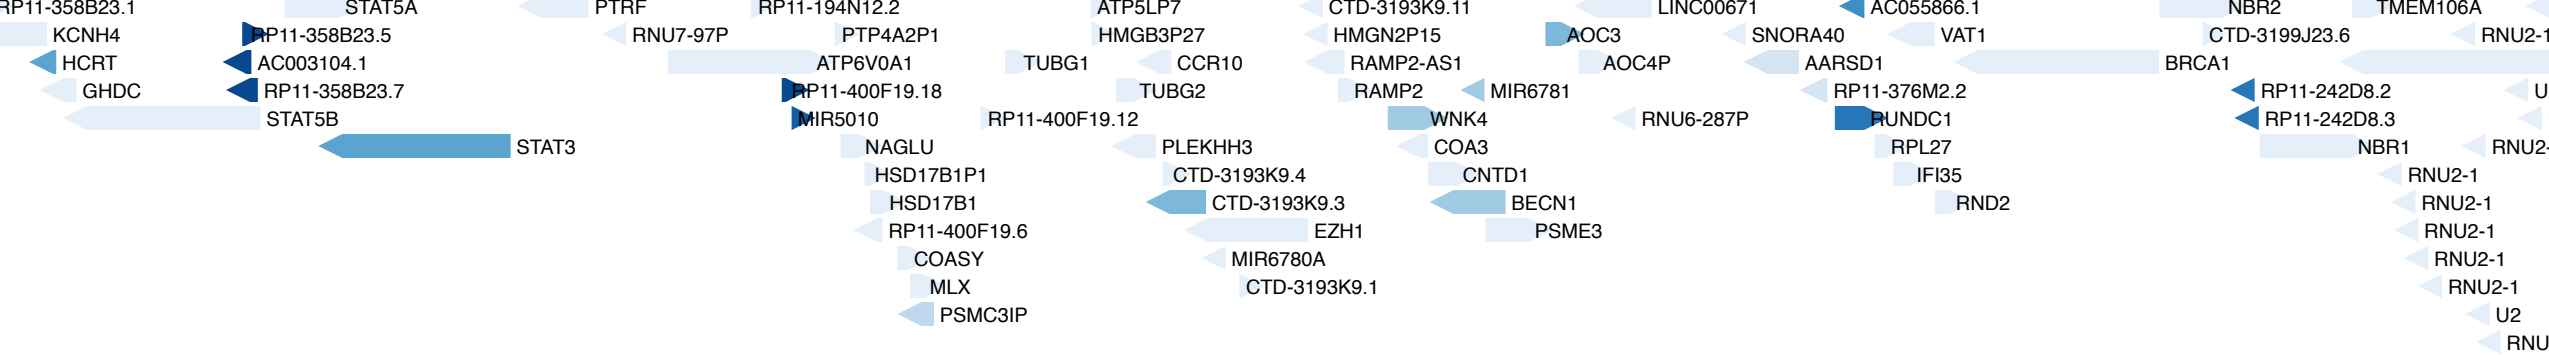 RP11-358B23.1 STAT5A PTRF RP11-194N12.2 ATP5LP7 CTD-3193K9.11 LINC00671 AC055866.1 NBR2 TMEM106A
KCNH4 RP11-358B23.5 RNU7-97P PTP4A2P1 HMGB3P27 HMGN2P15 AOC3 SNORA40 VAT1 CTD-3199J23.6 RNU2-1
HCRT AC003104.1 ATP6V0A1 TUBG1 CCR10 RAMP2-AS1 AOC4P AARSD1 BRCA1
GHDC RP11-358B23.7 RP11-400F19.18 TUBG2 RAMP2 MIR6781 RP11-376M2.2 RP11-242D8.2 U
STAT5B MIR5010 RP11-400F19.12 WNK4 RNU6-287P RUNDC1 RP11-242D8.3
STAT3 NAGLU PLEKHH3 COA3 RPL27 NBR1 RNU2-
HSD17B1P1 CTD-3193K9.4 CNTD1 IFI35 RNU2-1
HSD17B1 CTD-3193K9.3 BECN1 RND2 RNU2-1
RP11-400F19.6 EZH1 PSME3 RNU2-1
COASY MIR6780A RNU2-1
MLX CTD-3193K9.1 RNU2-1
PSMC3IP U2
RNU